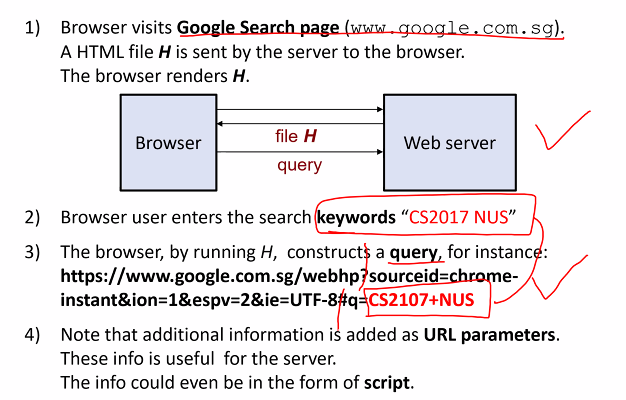 1) Browser visits Google Search page (www.google.com.sg).
A HTML file H is sent by the server to the browser.
The browser renders H.
Browser
file H
query
Web server
2) Browser user enters the search keywords “CS2017 NUS”
3) The browser, by running H, constructs a query, for instance:
https://www.google.com.sg/webhp?sourceid=chrome-
instant&ion=1&espv=2&ie=UTF-8#q=CS2107+NUS
4) Note that additional information is added as URL parameters.
These info is useful for the server.
The info could even be in the form of script.